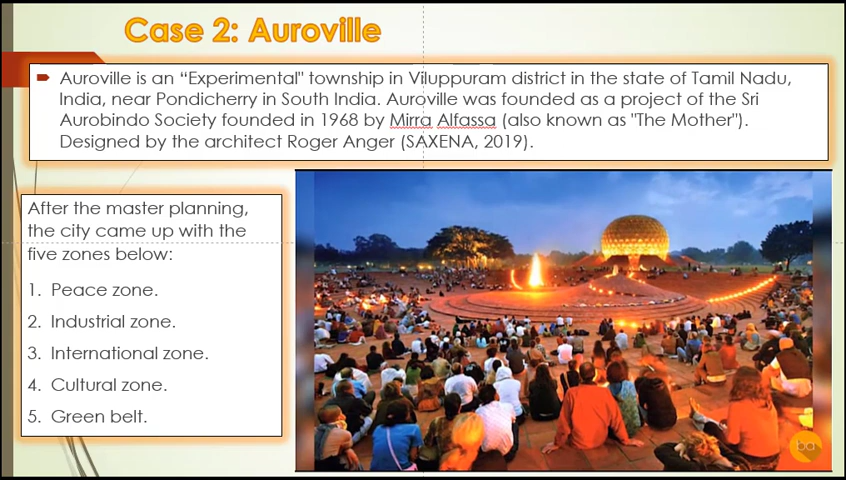 Case 2: Auroville
Auroville is an “Experimental" township in Viluppuram district in the state of Tamil Nadu,
India, near Pondicherry in South India. Auroville was founded as a project of the Sri
Aurobindo Society founded in 1968 by Mirra Alfassa (also known as "The Mother").
Designed by the architect Roger Anger (SAXENA, 2019).
After the master planning,
the city came up with the
five zones below:
1. Peace zone.
2. Industrial zone.
3. International zone.
4. Cultural zone.
5. Green belt.
ba